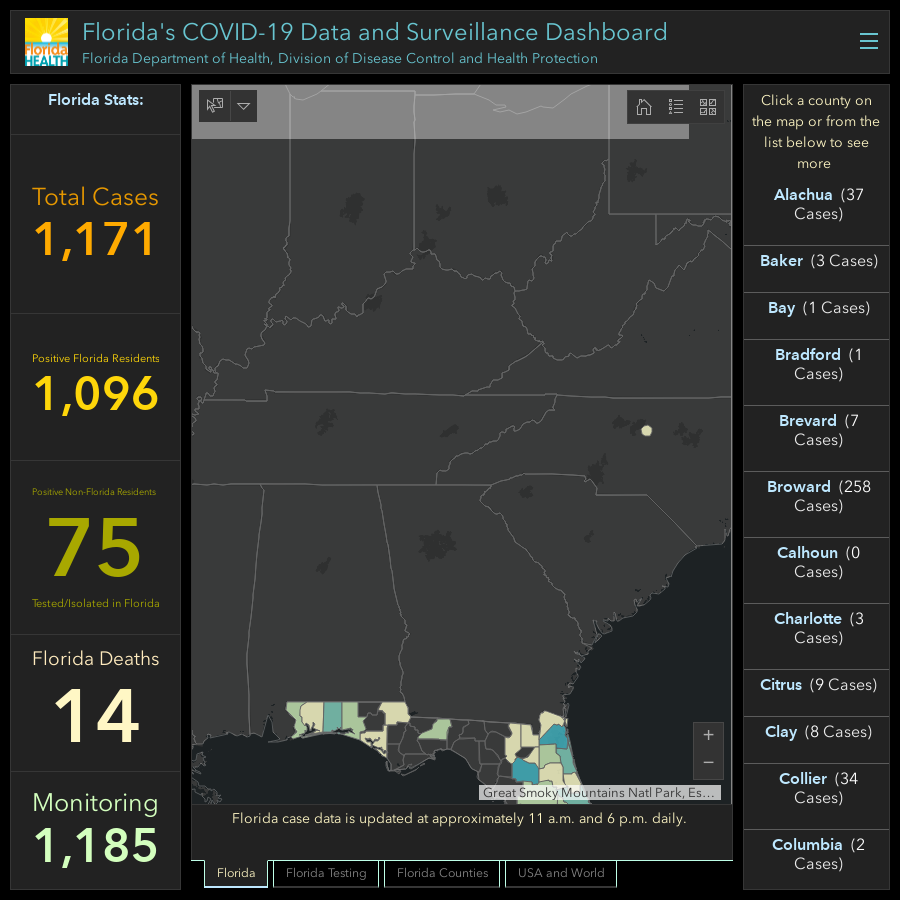 Florida
HEALTH
Florida's COVID-19 Data and Surveillance Dashboard
Florida Department of Health, Division of Disease Control and Health Protection
Florida Stats:
Total Cases
1,171
Positive Florida Residents
1,096
Positive Non-Florida Residents
75
Tested/Isolated in Florida
Florida Deaths
14
Monitoring
1,185
+
−
Great Smoky Mountains Natl Park, Es...
Florida case data is updated at approximately 11 a.m. and 6 p.m. daily.
Florida
Florida Testing
Florida Counties
USA and World
Click a county on
the map or from the
list below to see
more
Alachua (37
Cases)
Baker (3 Cases)
Bay (1 Cases)
Bradford (1
Cases)
Brevard (7
Cases)
Broward (258
Cases)
Calhoun (0
Cases)
Charlotte (3
Cases)
Citrus (9 Cases)
Clay (8 Cases)
Collier (34
Cases)
Columbia (2
Cases)